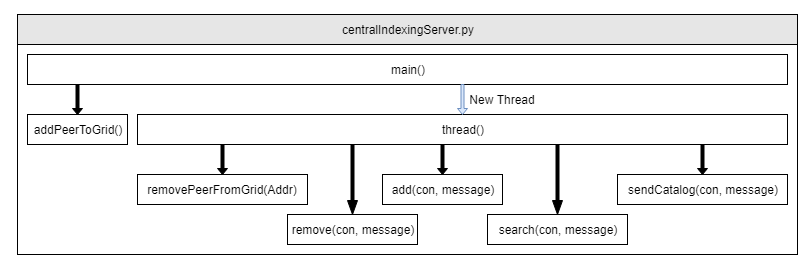 centralIndexingServer.py
main()
New Thread
addPeerToGrid()
thread()
removePeerFromGrid(Addr)
add(con, message)
sendCatalog(con, message)
remove(con, message)
search(con, message)